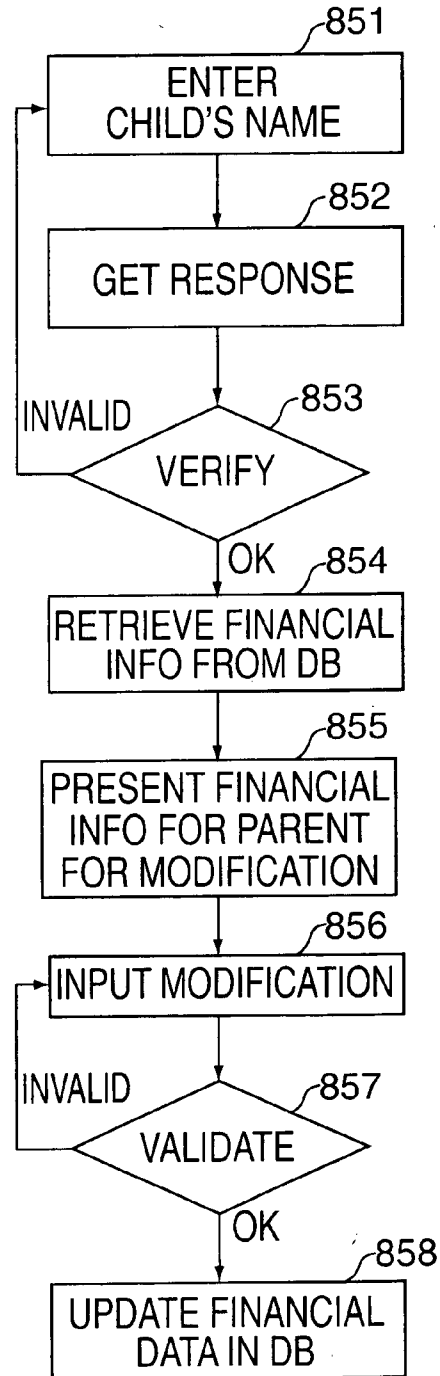 851
ENTER
CHILD'S NAME
852
GET RESPONSE
853
INVALID
VERIFY
OK
854
RETRIEVE FINANCIAL
INFO FROM DB
855
PRESENT FINANCIAL
INFO FOR PARENT
FOR MODIFICATION
856
INPUT MODIFICATION
INVALID
857
VALIDATE
OK
858
UPDATE FINANCIAL
DATA IN DB